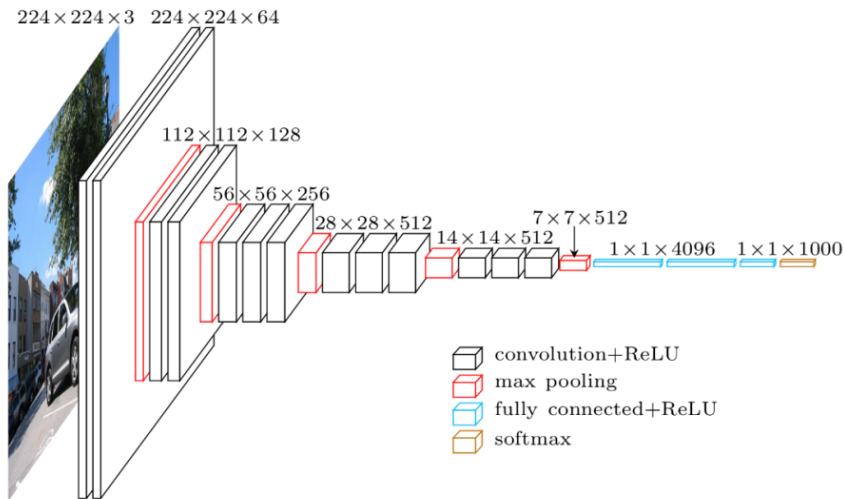 224×224×3
224×224×64
112×112×128
56×56×256
28×28×512
14×14×512
7×7×512
1×1×4096
1×1×1000
convolution+ReLU
max pooling
fully connected+ReLU
softmax